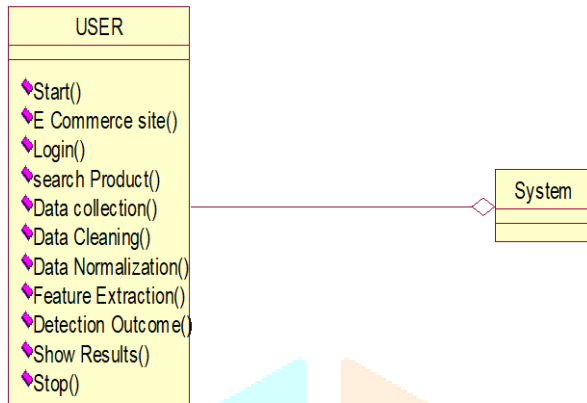 USER
Start()
E Commerce site()
Login()
search Product()
Data collection()
Data Cleaning()
Data Normalization()
Feature Extraction()
Detection Outcome()
Show Results()
Stop()
System